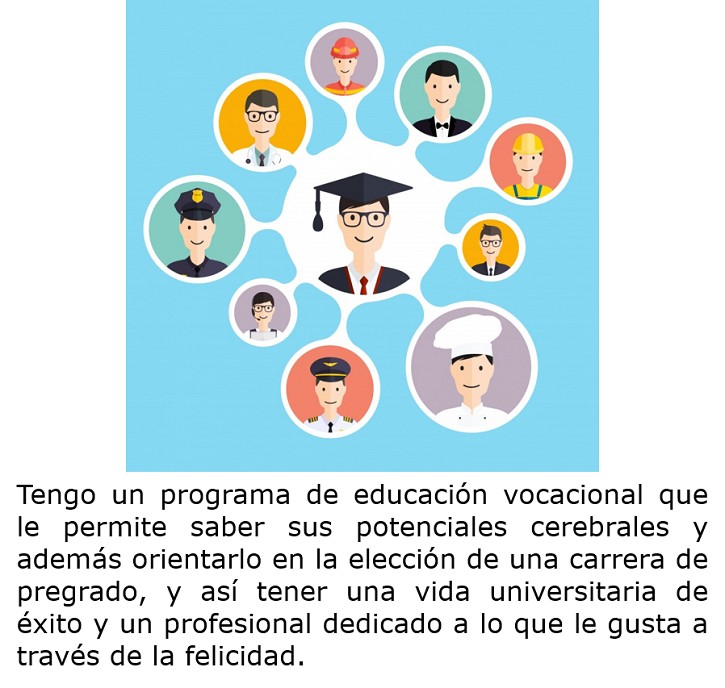 Tengo un programa de educación vocacional que
le permite saber sus potenciales cerebrales y
además orientarlo en la elección de una carrera de
pregrado, y así tener una vida universitaria de
éxito y un profesional dedicado a lo que le gusta a
través de la felicidad.